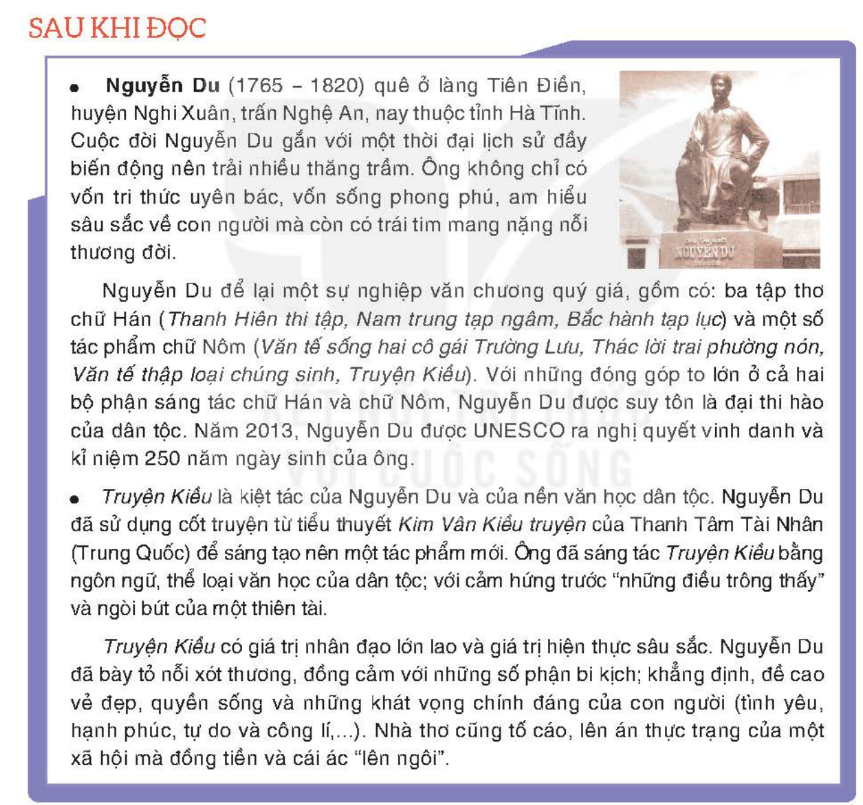 SAU KHI ĐỌC
• Nguyễn Du (1765 – 1820) quê ở làng Tiên Điền,
huyện Nghi Xuân, trấn Nghệ An, nay thuộc tỉnh Hà Tĩnh.
Cuộc đời Nguyễn Du gắn với một thời đại lịch sử đầy
biến động nên trải nhiều thăng trầm. Ông không chỉ có
vốn tri thức uyên bác, vốn sống phong phú, am hiểu
sâu sắc về con người mà còn có trái tim mang nặng nỗi
thương đời.
NGUYỄN DU
Nguyễn Du để lại một sự nghiệp văn chương quý giá, gồm có: ba tập thơ
chữ Hán (Thanh Hiên thi tập, Nam trung tạp ngâm, Bắc hành tạp lục) và một số
tác phẩm chữ Nôm (Văn tế sống hai cô gái Trường Lưu, Thác lời trai phường nón,
Văn tế thập loại chúng sinh, Truyện Kiều). Với những đóng góp to lớn ở cả hai
bộ phận sáng tác chữ Hán và chữ Nôm, Nguyễn Du được suy tôn là đại thi hào
của dân tộc. Năm 2013, Nguyễn Du được UNESCO ra nghị quyết vinh danh và
kỉ niệm 250 năm ngày sinh của ông.
• Truyện Kiều là kiệt tác của Nguyễn Du và của nền văn học dân tộc. Nguyễn Du
đã sử dụng cốt truyện từ tiểu thuyết Kim Vân Kiều truyện của Thanh Tâm Tài Nhân
(Trung Quốc) để sáng tạo nên một tác phẩm mới. Ông đã sáng tác Truyện Kiều bằng
ngôn ngữ, thể loại văn học của dân tộc; với cảm hứng trước “những điều trông thấy”
và ngòi bút của một thiên tài.
Truyện Kiều có giá trị nhân đạo lớn lao và giá trị hiện thực sâu sắc. Nguyễn Du
đã bày tỏ nỗi xót thương, đồng cảm với những số phận bi kịch; khẳng định, đề cao
vẻ đẹp, quyền sống và những khát vọng chính đáng của con người (tình yêu,
hạnh phúc, tự do và công lí,...). Nhà thơ cũng tố cáo, lên án thực trạng của một
xã hội mà đồng tiền và cái ác “lên ngôi”.
KẾT NỐI TRI THỨC
VỚI CUỘC SỐNG